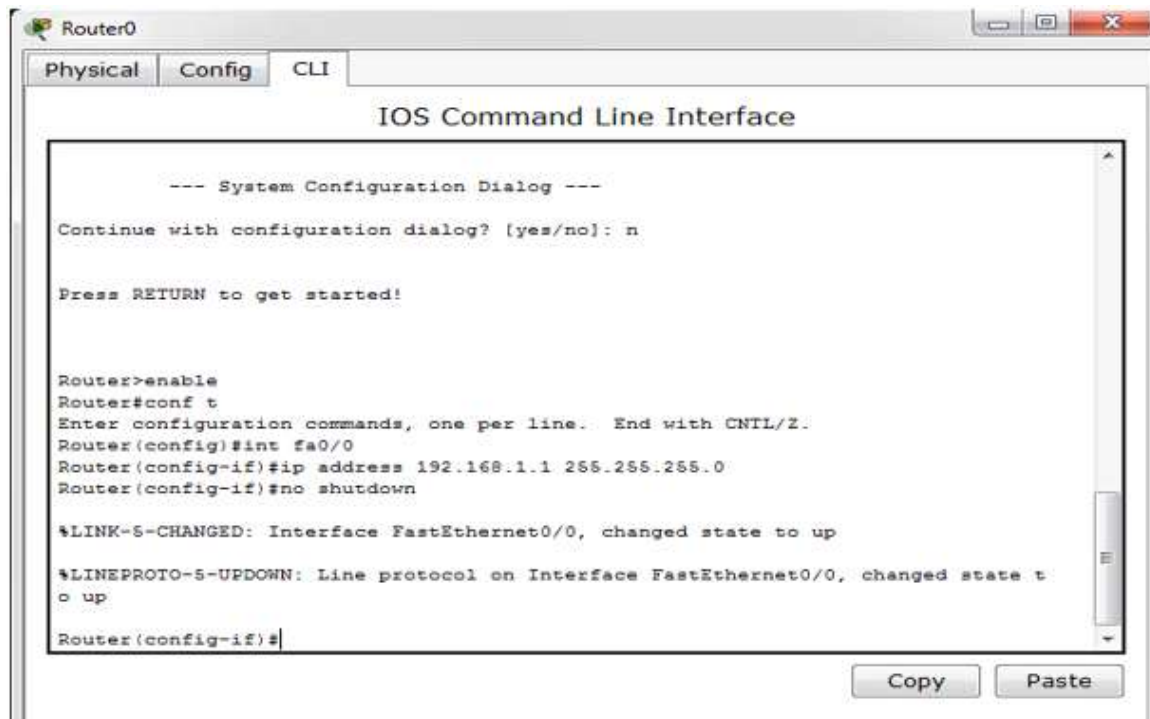 Router0
Physical Config CLI
IOS Command Line Interface
--- System Configuration Dialog ---
Continue with configuration dialog? [yes/no]: n
Press RETURN to get started!
Router>enable
Router#conf t
Enter configuration commands, one per line.  End with CNTL/Z.
Router(config)#int fa0/0
Router(config-if)#ip address 192.168.1.1 255.255.255.0
Router(config-if)#no shutdown
%LINK-5-CHANGED: Interface FastEthernet0/0, changed state to up
%LINEPROTO-5-UPDOWN: Line protocol on Interface FastEthernet0/0, changed state t
o up
Router(config-if)#
Copy Paste